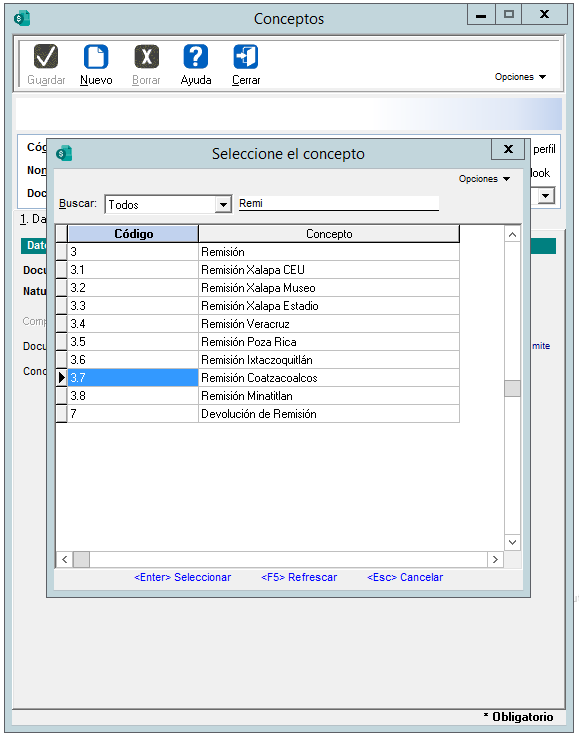 Conceptos
Guardar Nuevo Borrar Ayuda Cerrar Opciones
Seleccione el concepto
Opciones
Buscar: Todos Remi
Código Concepto
3 Remisión
3.1 Remisión Xalapa CEU
3.2 Remisión Xalapa Museo
3.3 Remisión Xalapa Estadio
3.4 Remisión Veracruz
3.5 Remisión Poza Rica
3.6 Remisión Ixtaczoquitlán
3.7 Remisión Coatzacoalcos
3.8 Remisión Minatitlan
7 Devolución de Remisión
<Enter> Seleccionar <F5> Refrescar <Esc> Cancelar
Cóg perfil
Non look
Doc
1. Da
Date
Docu
Natu
Comp
Docu mite
Conc
* Obligatorio